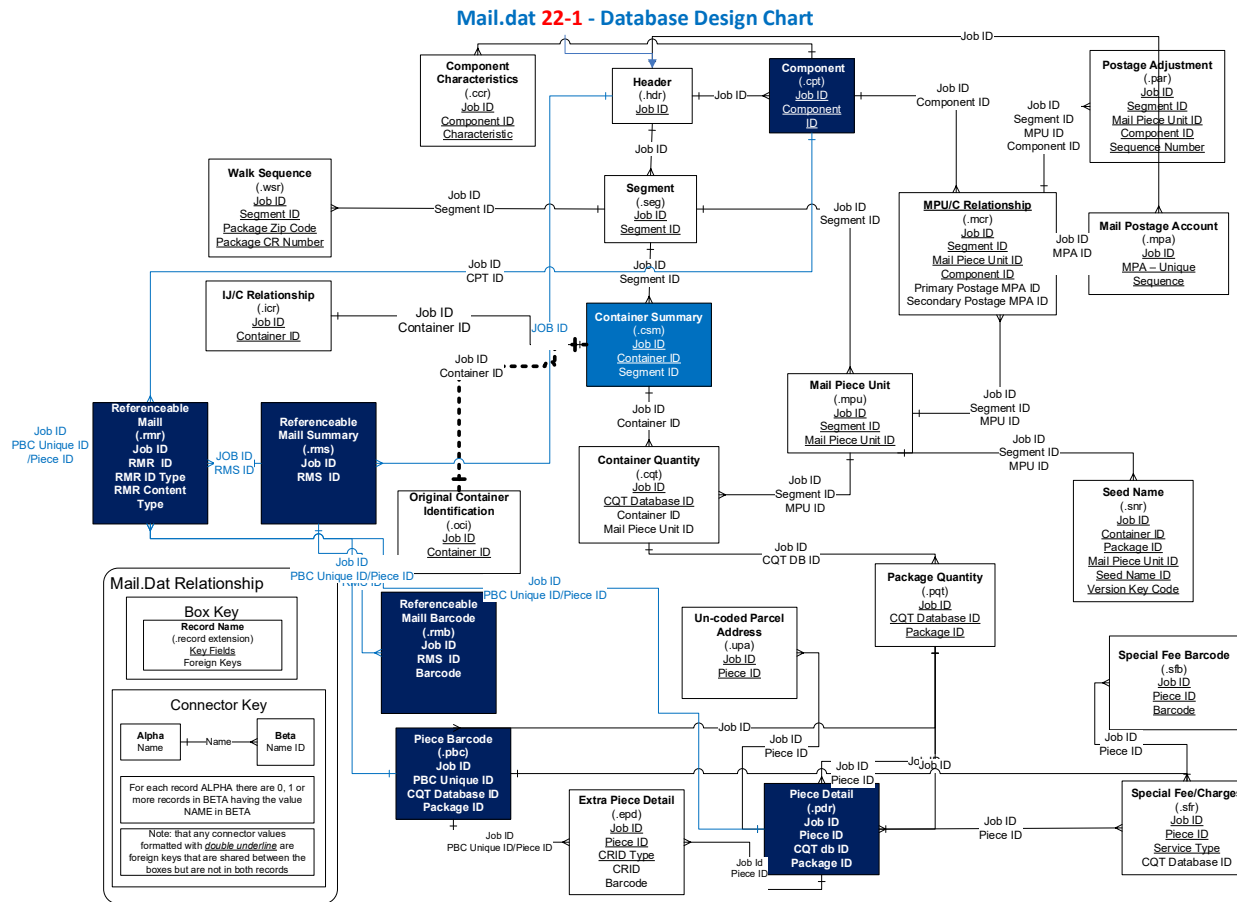 Mail.dat 22-1 - Database Design Chart
Component
Characteristics
(.ccr)
Job ID
Component ID
Characteristic
Header
(.hdr)
Job ID
Job ID
Component
(.cpt)
Job ID
Component
ID
Job ID
Component ID
Job ID
Job ID
Segment ID
MPU ID
Component ID
Postage Adjustment
(.par)
Job ID
Segment ID
Mail Piece Unit ID
Component ID
Sequence Number
Job ID
Walk Sequence
(.wsr)
Job ID
Segment ID
Package Zip Code
Package CR Number
Job ID
Segment ID
Segment
(.seg)
Job ID
Segment ID
Job ID
Segment ID
MPU/C Relationship
(.mcr)
Job ID
Segment ID
Mail Piece Unit ID
Component ID
Primary Postage MPA ID
Secondary Postage MPA ID
Job ID
MPA ID
Mail Postage Account
(.mpa)
Job ID
MPA – Unique
Sequence
Job ID
CPT ID
Job ID
Segment ID
IJ/C Relationship
(.icr)
Job ID
Container ID
Job ID
Container ID
JOB ID
Container Summary
(.csm)
Job ID
Container ID
Segment ID
Job ID
Container ID
Job ID
Container ID
Mail Piece Unit
(.mpu)
Job ID
Segment ID
Mail Piece Unit ID
Job ID
Segment ID
MPU ID
Job ID
PBC Unique ID
/Piece ID
Referenceable
Maill
(.rmr)
Job ID
RMR ID
RMR ID Type
RMR Content
Type
JOB ID
RMS ID
Referenceable
Maill Summary
(.rms)
Job ID
RMS ID
Original Container
Identification
(.oci)
Job ID
Container ID
Container Quantity
(.cqt)
Job ID
CQT Database ID
Container ID
Mail Piece Unit ID
Job ID
Segment ID
MPU ID
Job ID
Segment ID
MPU ID
Seed Name
(.snr)
Job ID
Container ID
Package ID
Mail Piece Unit ID
Seed Name ID
Version Key Code
Job ID
CQT DB ID
Job ID
PBC Unique ID/Piece ID
RMS ID
Job ID
PBC Unique ID/Piece ID
Package Quantity
(.pqt)
Job ID
CQT Database ID
Package ID
Mail.Dat Relationship
Box Key
Record Name
(.record extension)
Key Fields
Foreign Keys
Connector Key
Alpha
Name
Name
Beta
Name ID
For each record ALPHA there are 0, 1 or
more records in BETA having the value
NAME in BETA
Note: that any connector values
formatted with double underline are
foreign keys that are shared between the
boxes but are not in both records
Referenceable
Maill Barcode
(.rmb)
Job ID
RMS ID
Barcode
Un-coded Parcel
Address
(.upa)
Job ID
Piece ID
Special Fee Barcode
(.sfb)
Job ID
Piece ID
Barcode
Job ID
Job ID
Piece ID
Job ID
Piece ID
Job ID
Job ID
Piece ID
Piece Barcode
(.pbc)
Job ID
PBC Unique ID
CQT Database ID
Package ID
Job ID
PBC Unique ID/Piece ID
Extra Piece Detail
(.epd)
Job ID
Piece ID
CRID Type
CRID
Barcode
Job Id
Piece ID
Piece Detail
(.pdr)
Job ID
Piece ID
CQT db ID
Package ID
Job ID
Piece ID
Special Fee/Charges
(.sfr)
Job ID
Piece ID
Service Type
CQT Database ID